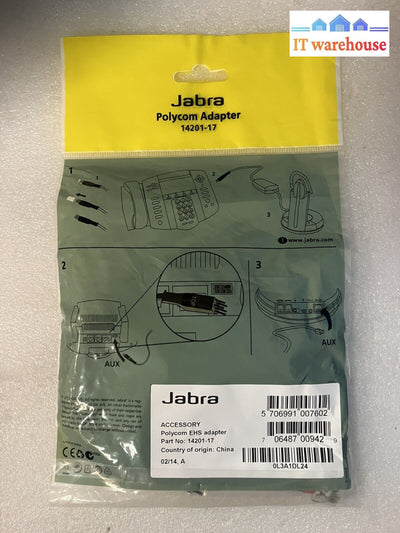 IT warehouse
Jabra
Polycom Adapter
14201-17
1
1
2
3
www.jabra.com
2
3
AUX
AUX
Jabra
ACCESSORY
Polycom EHS adapter
Part No: 14201-17
Country of origin: China
02/14, A
5 706991 007602
7 06487 00942 9
0L3A1DL24